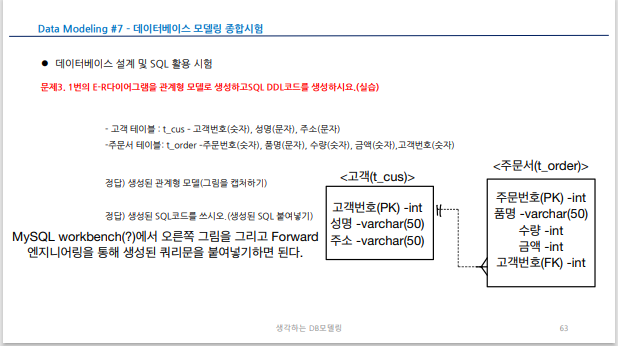 Data Modeling #7 - 데이터베이스 모델링 종합시험
● 데이터베이스 설계 및 SQL 활용 시험
문제3. 1번의 E-R다이어그램을 관계형 모델로 생성하고SQL DDL코드를 생성하시요.(실습)
- 고객 테이블 : t_cus - 고객번호(숫자), 성명(문자), 주소(문자)
-주문서 테이블: t_order -주문번호(숫자), 품명(문자), 수량(숫자), 금액(숫자),고객번호(숫자)
정답) 생성된 관계형 모델(그림을 캡처하기)
정답) 생성된 SQL코드를 쓰시오.(생성된 SQL 붙여넣기)
MySQL workbench(?)에서 오른쪽 그림을 그리고 Forward
엔지니어링을 통해 생성된 쿼리문을 붙여넣기하면 된다.
<고객(t_cus)>
고객번호(PK) -int
성명 -varchar(50)
주소 -varchar(50)
<주문서(t_order)>
주문번호(PK) -int
품명 -varchar(50)
수량 -int
금액 -int
고객번호(FK) -int
생각하는 DB모델링
63